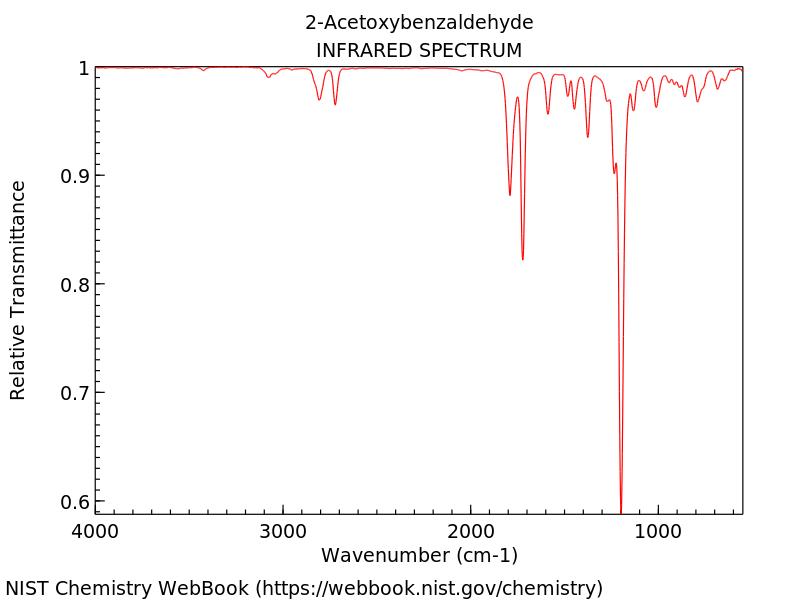 2-Acetoxybenzaldehyde
INFRARED SPECTRUM
1
0.9
0.8
0.7
0.6
Relative Transmittance
4000 3000 2000 1000
Wavenumber (cm-1)
NIST Chemistry WebBook (https://webbook.nist.gov/chemistry)